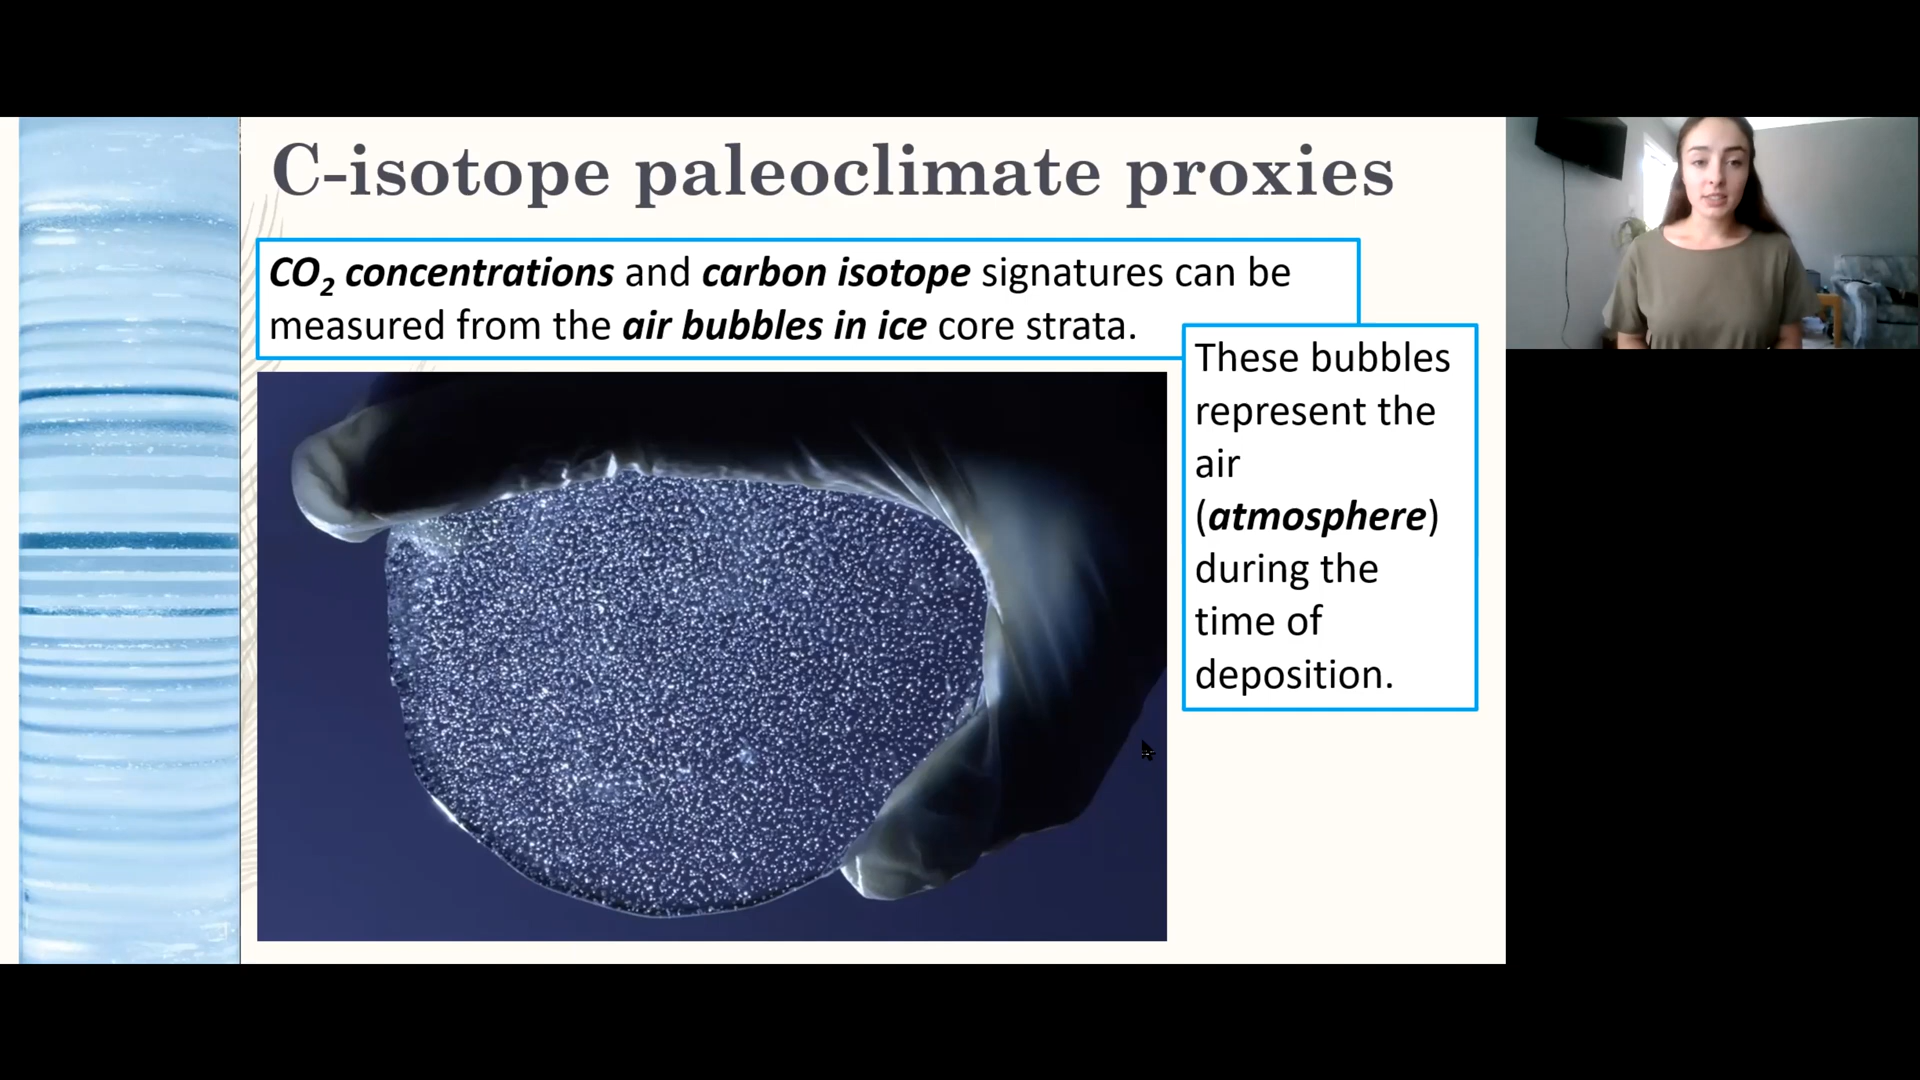 C-isotope paleoclimate proxies
CO₂ concentrations and carbon isotope signatures can be
measured from the air bubbles in ice core strata.
These bubbles
represent the
air
(atmosphere)
during the
time of
deposition.